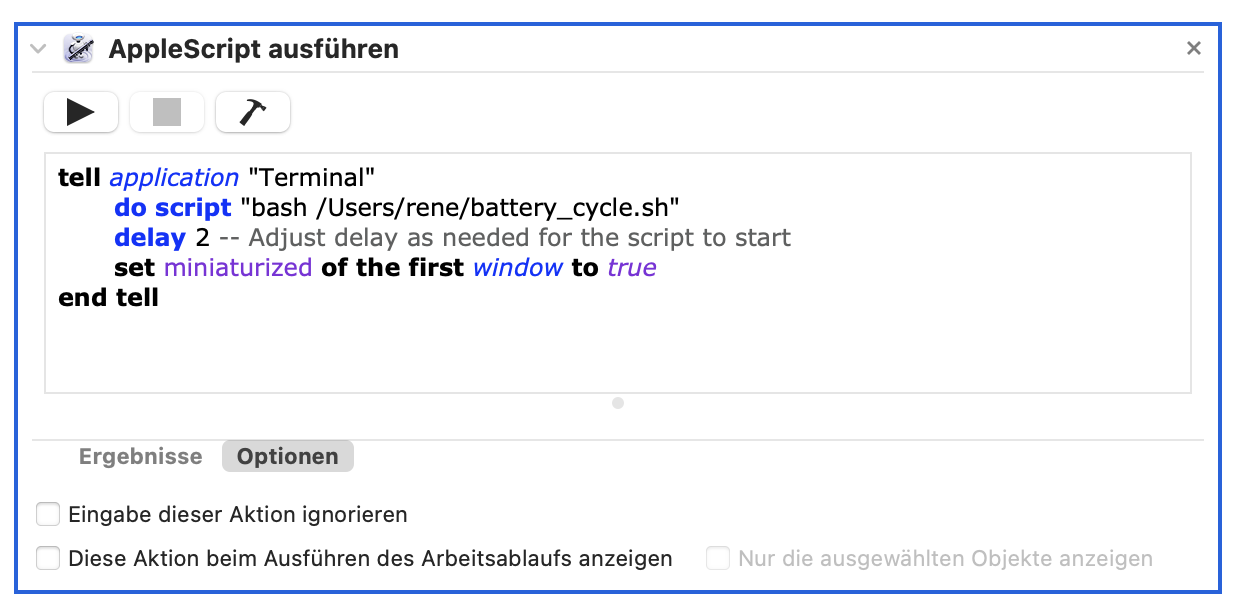 AppleScript ausführen
tell application "Terminal"
do script "bash /Users/rene/battery_cycle.sh"
delay 2 -- Adjust delay as needed for the script to start
set miniaturized of the first window to true
end tell
Ergebnisse Optionen
Eingabe dieser Aktion ignorieren
Diese Aktion beim Ausführen des Arbeitsablaufs anzeigen Nur die ausgewählten Objekte anzeigen